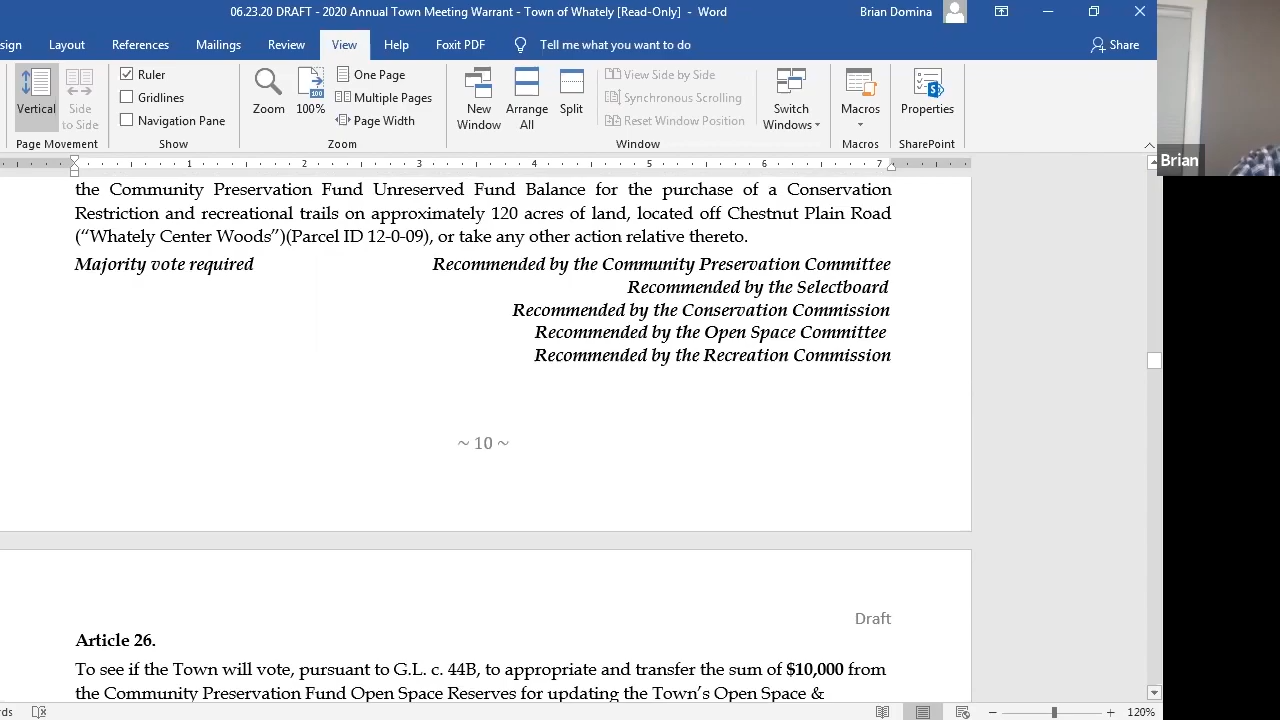 06.23.20 DRAFT - 2020 Annual Town Meeting Warrant - Town of Whately [Read-Only] - Word
Brian Domina
sign Layout References Mailings Review View Help Foxit PDF Tell me what you want to do Share
Vertical
Side to Side
Page Movement
Ruler
Gridlines
Navigation Pane
Show
Zoom
100%
One Page
Multiple Pages
Page Width
Zoom
New Window
Arrange All
Split
View Side by Side
Synchronous Scrolling
Reset Window Position
Window
Switch Windows
Macros
Macros
Properties
SharePoint
Brian
1 2 3 4 5 6 7
the Community Preservation Fund Unreserved Fund Balance for the purchase of a Conservation
Restriction and recreational trails on approximately 120 acres of land, located off Chestnut Plain Road
(“Whately Center Woods”)(Parcel ID 12-0-09), or take any other action relative thereto.
Majority vote required Recommended by the Community Preservation Committee
Recommended by the Selectboard
Recommended by the Conservation Commission
Recommended by the Open Space Committee
Recommended by the Recreation Commission
~ 10 ~
Draft
Article 26.
To see if the Town will vote, pursuant to G.L. c. 44B, to appropriate and transfer the sum of $10,000 from
the Community Preservation Fund Open Space Reserves for updating the Town’s Open Space &
120%